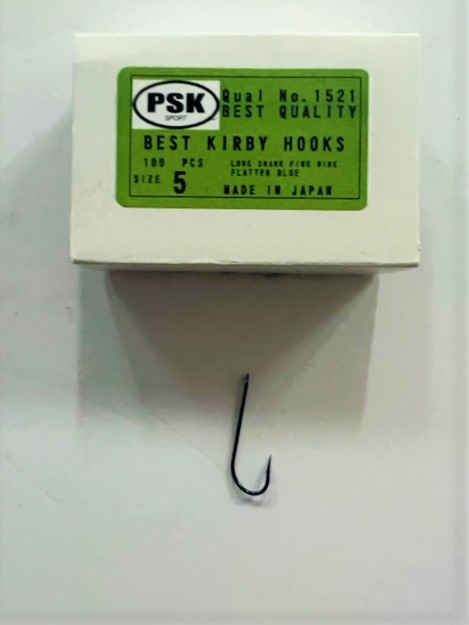 PSK
SPORT
Qual No.1521
BEST QUALITY
BEST KIRBY HOOKS
100 PCS
SIZE 5
LONG SHANK FINE WIRE
FLATTED BLUE
MADE IN JAPAN